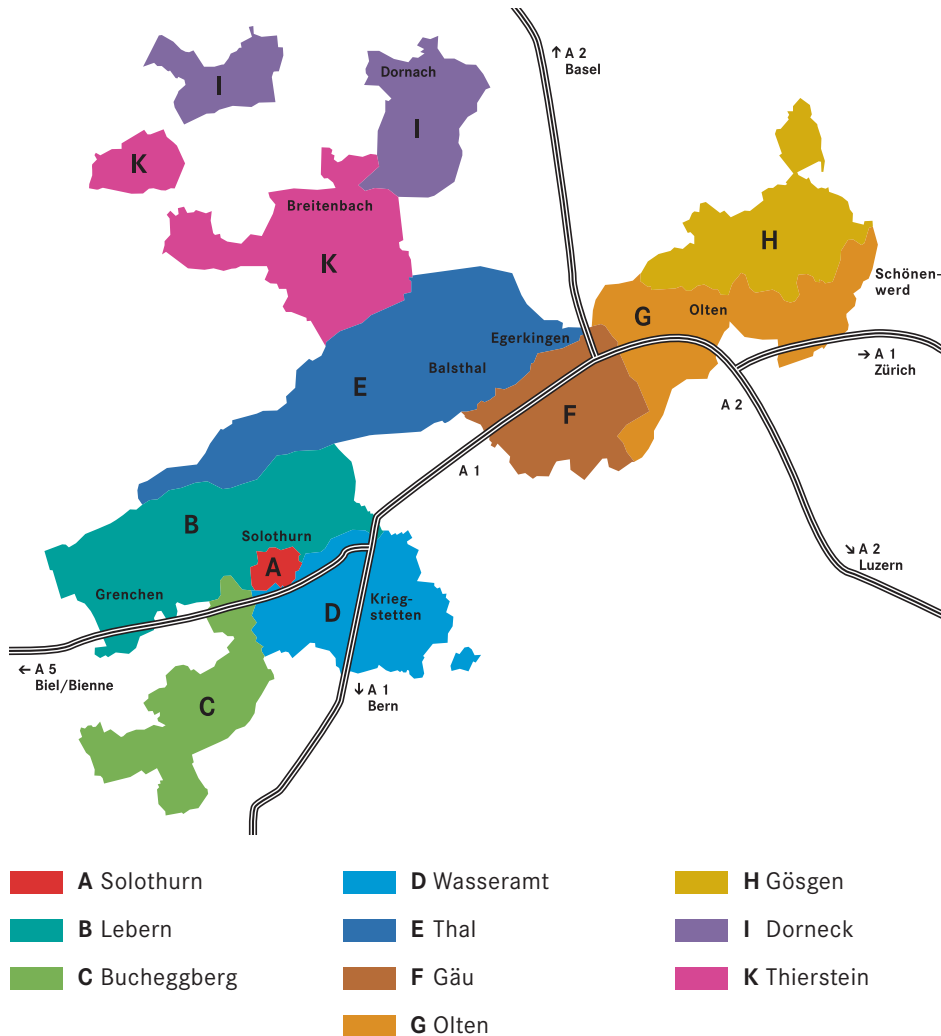 ↑ A 2
Basel
I
Dornach
I
K
Breitenbach
K
H
Schönen-
werd
G
Olten
Egerkingen
Balsthal
→ A 1
Zürich
E
A 2
F
A 1
B
Solothurn
A
↘ A 2
Luzern
Grenchen
D
Krieg-
stetten
← A 5
Biel/Bienne
↓ A 1
Bern
C
A Solothurn
B Lebern
C Bucheggberg
D Wasseramt
E Thal
F Gäu
G Olten
H Gösgen
I Dorneck
K Thierstein